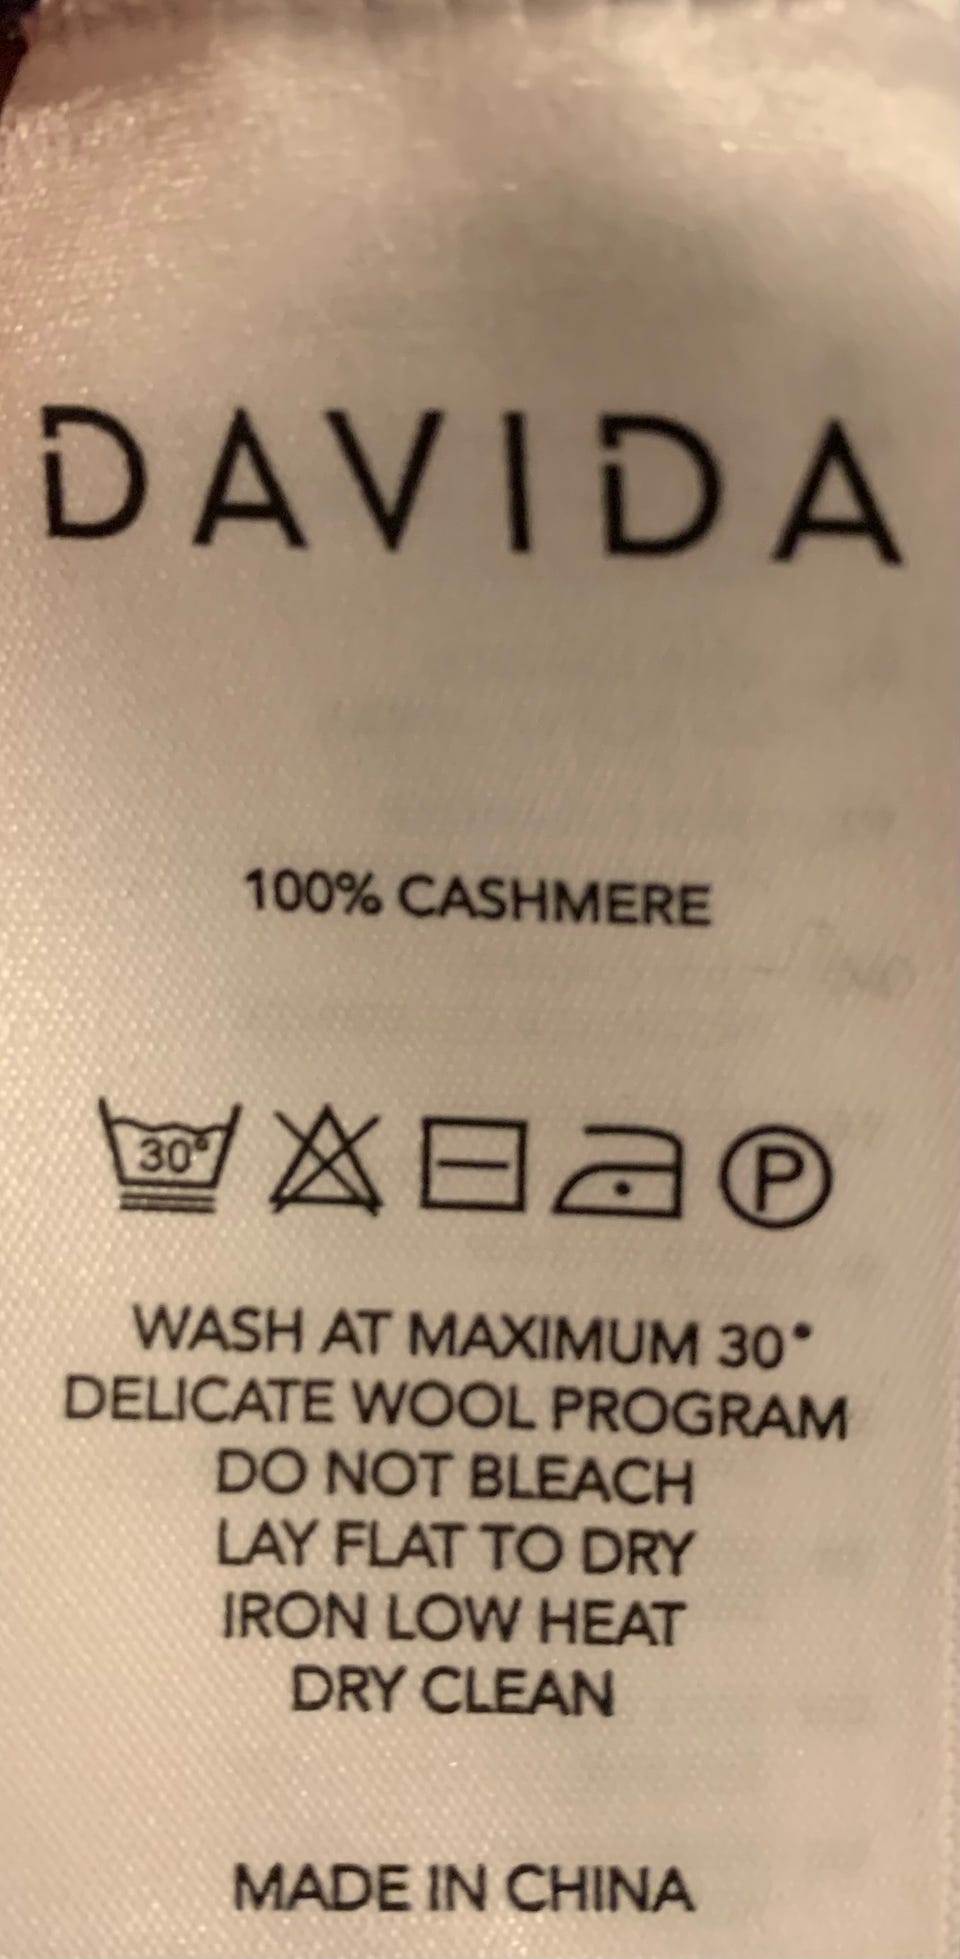 DAVIDA
100% CASHMERE
30° P
WASH AT MAXIMUM 30°
DELICATE WOOL PROGRAM
DO NOT BLEACH
LAY FLAT TO DRY
IRON LOW HEAT
DRY CLEAN
MADE IN CHINA